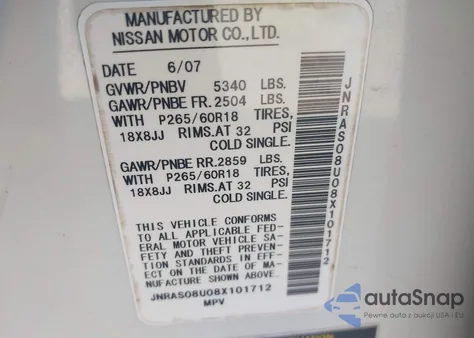 MANUFACTURED BY
NISSAN MOTOR CO.,LTD.
DATE 6/07
GVWR/PNBV 5340 LBS.
GAWR/PNBE FR. 2504 LBS.
WITH P265/60R18 TIRES,
18X8JJ RIMS.AT 32 PSI
COLD SINGLE.
GAWR/PNBE RR. 2859 LBS.
WITH P265/60R18 TIRES,
18X8JJ RIMS.AT 32 PSI
COLD SINGLE.
THIS VEHICLE CONFORMS
TO ALL APPLICABLE FED-
ERAL MOTOR VEHICLE SA-
FETY AND THEFT PREV-
ENTION STANDARDS IN EFF-
ECT ON THE DATE OF MA-
NUFACTURE SHOWN ABOVE.
JNRAS08U08X101712
MPV
JNRAS08U08X101712
autoSnap
Pewne auta z aukcji USA i EU